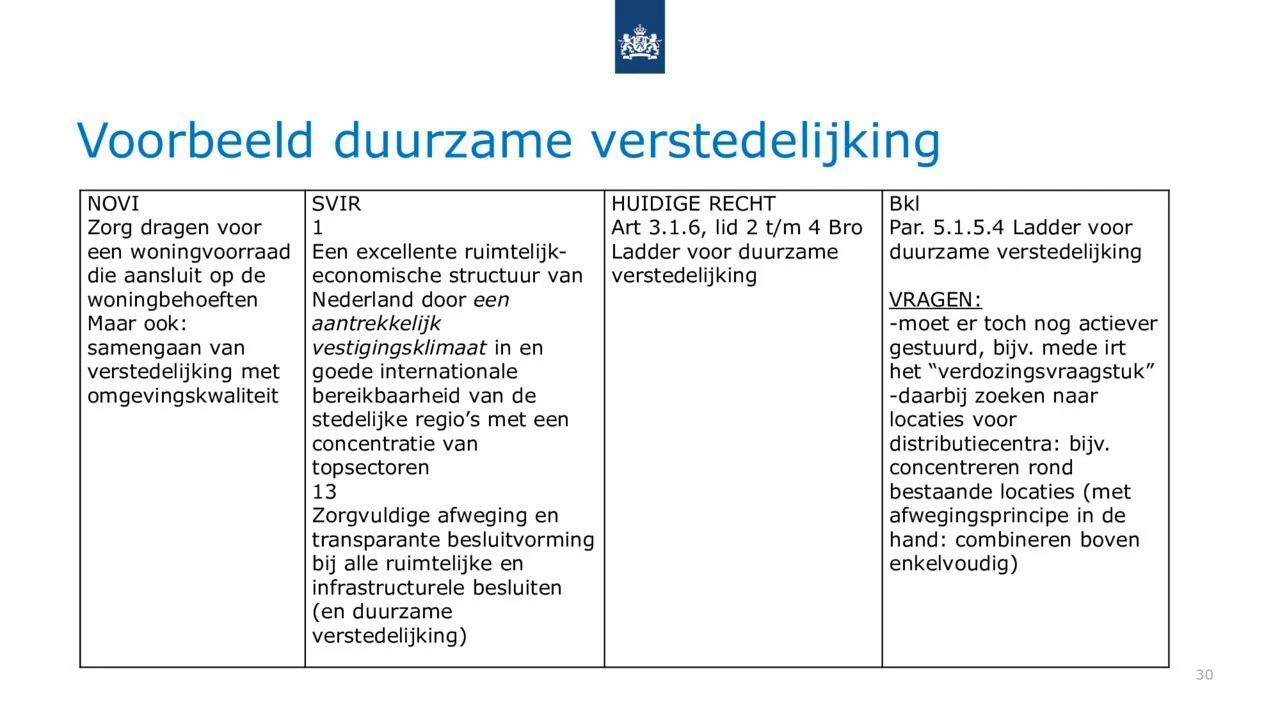 Voorbeeld duurzame verstedelijking
NOVI
Zorg dragen voor
een woningvoorraad
die aansluit op de
woningbehoeften
Maar ook:
samengaan van
verstedelijking met
omgevingskwaliteit
SVIR
1
Een excellente ruimtelijk-
economische structuur van
Nederland door een
aantrekkelijk
vestigingsklimaat in en
goede internationale
bereikbaarheid van de
stedelijke regio’s met een
concentratie van
topsectoren
13
Zorgvuldige afweging en
transparante besluitvorming
bij alle ruimtelijke en
infrastructurele besluiten
(en duurzame
verstedelijking)
HUIDIGE RECHT
Art 3.1.6, lid 2 t/m 4 Bro
Ladder voor duurzame
verstedelijking
Bkl
Par. 5.1.5.4 Ladder voor
duurzame verstedelijking
VRAGEN:
-moet er toch nog actiever
gestuurd, bijv. mede irt
het “verdozingsvraagstuk”
-daarbij zoeken naar
locaties voor
distributiecentra: bijv.
concentreren rond
bestaande locaties (met
afwegingsprincipe in de
hand: combineren boven
enkelvoudig)
30